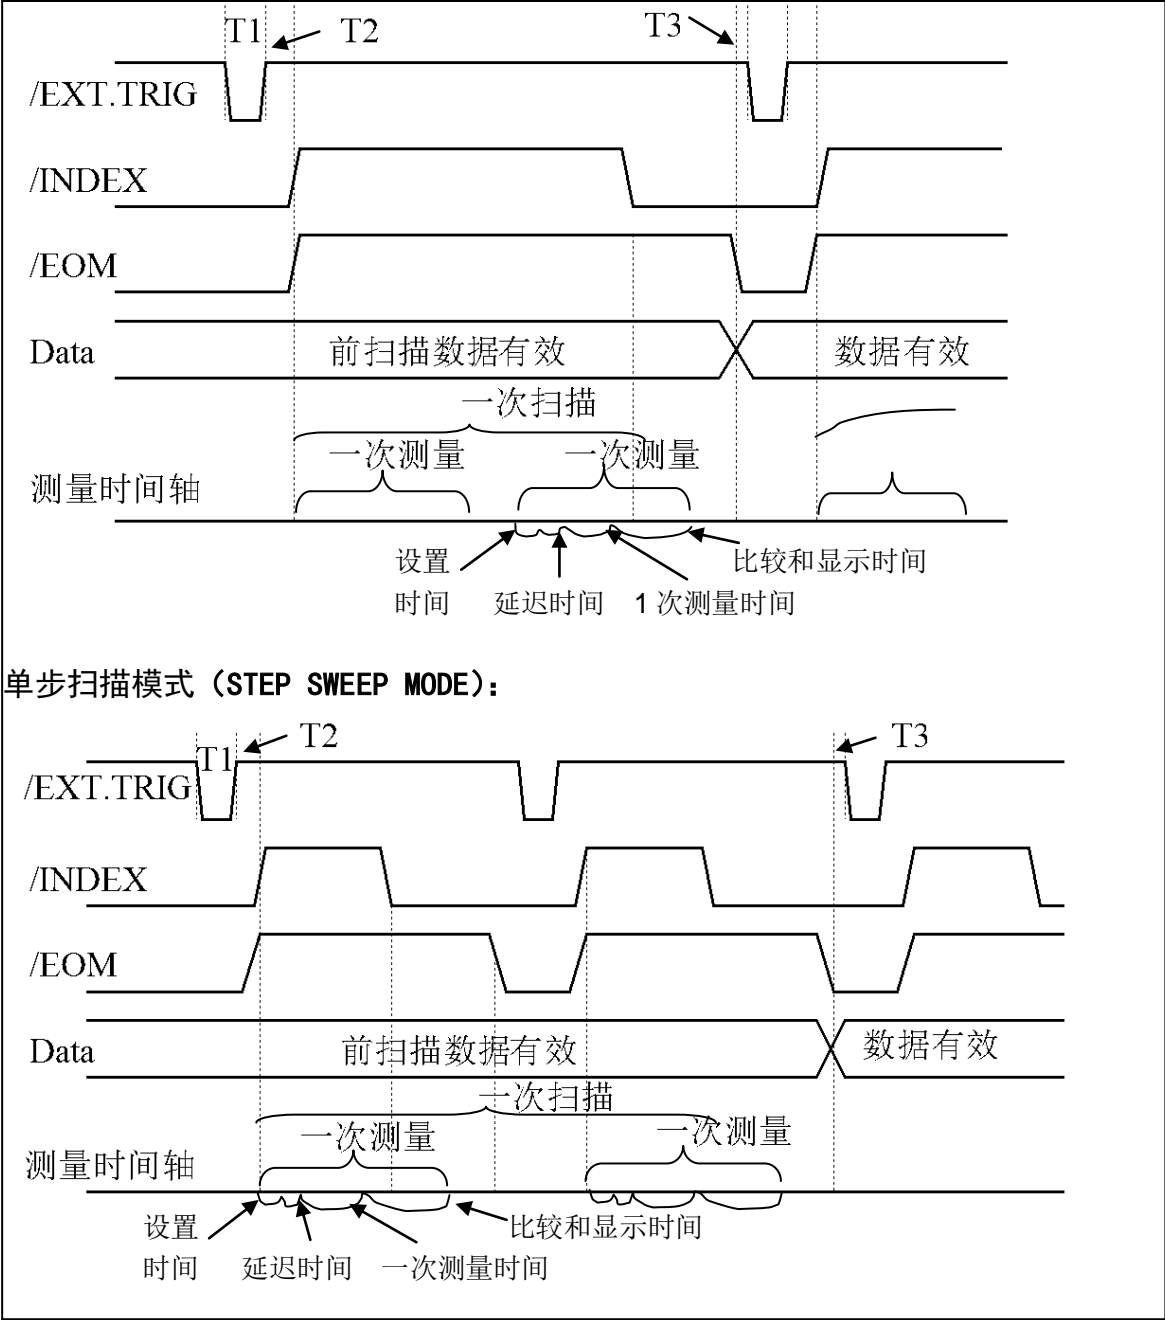 T1 T2 T3
/EXT.TRIG
/INDEX
/EOM
Data 前扫描数据有效 数据有效
一次扫描
一次测量 一次测量
测量时间轴
设置时间 延迟时间 1 次测量时间 比较和显示时间
单步扫描模式（STEP SWEEP MODE）：
T1 T2 T3
/EXT.TRIG
/INDEX
/EOM
Data 前扫描数据有效 数据有效
一次扫描
一次测量 一次测量
测量时间轴
设置时间 延迟时间 一次测量时间 比较和显示时间